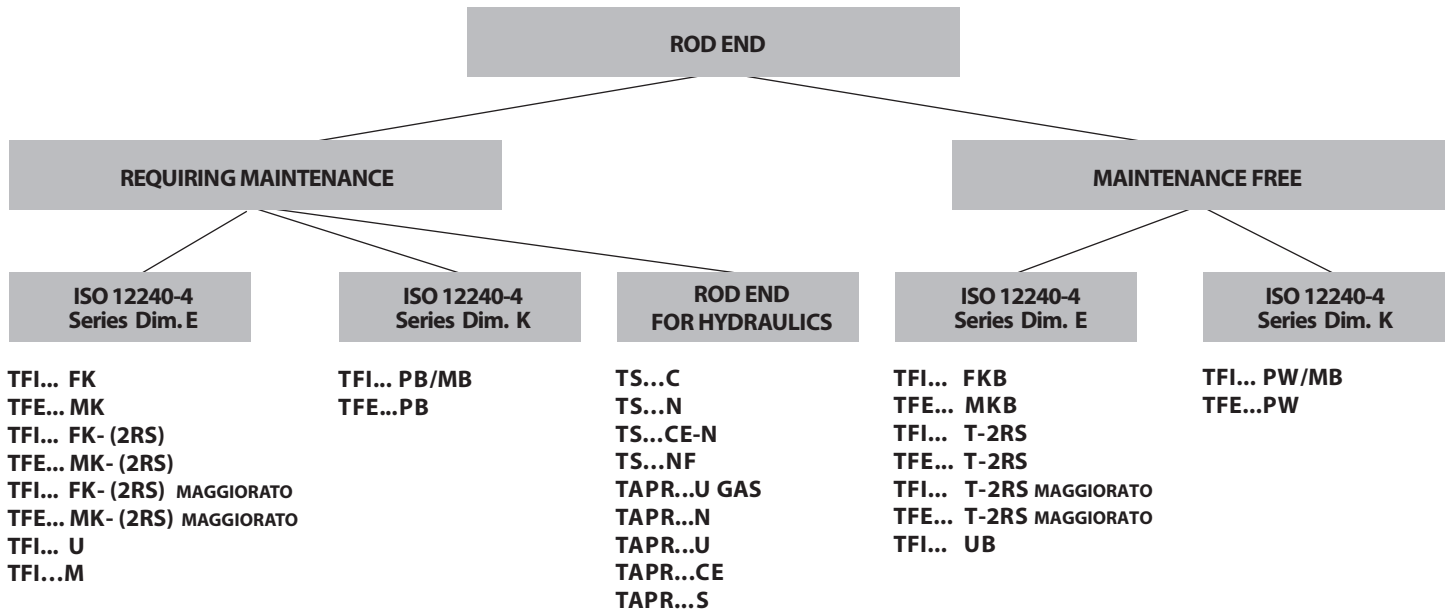 ROD END
REQUIRING MAINTENANCE
MAINTENANCE FREE
ISO 12240-4
Series Dim. E
ISO 12240-4
Series Dim. K
ROD END
FOR HYDRAULICS
ISO 12240-4
Series Dim. E
ISO 12240-4
Series Dim. K
TFI... FK
TFE... MK
TFI... FK- (2RS)
TFE... MK- (2RS)
TFI... FK- (2RS) MAGGIORATO
TFE... MK- (2RS) MAGGIORATO
TFI... U
TFI...M
TFI... PB/MB
TFE...PB
TS...C
TS...N
TS...CE-N
TS...NF
TAPR...U GAS
TAPR...N
TAPR...U
TAPR...CE
TAPR...S
TFI... FKB
TFE... MKB
TFI... T-2RS
TFE... T-2RS
TFI... T-2RS MAGGIORATO
TFE... T-2RS MAGGIORATO
TFI... UB
TFI... PW/MB
TFE...PW